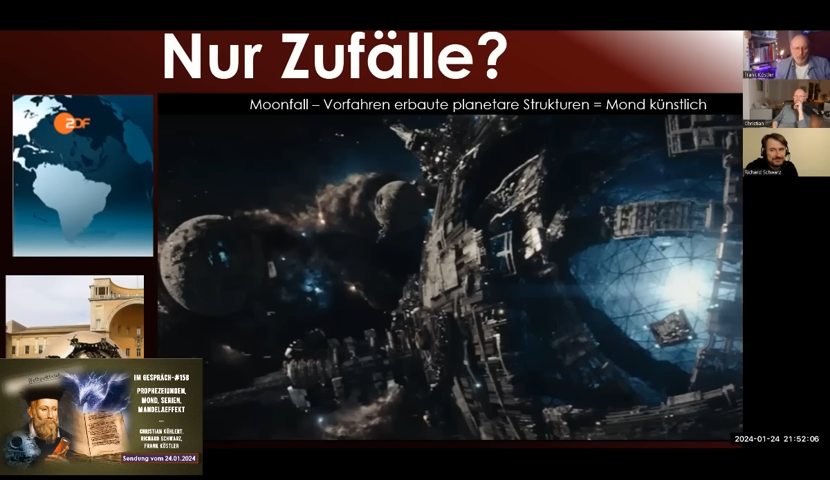 Nur Zufälle?
Moonfall – Vorfahren erbaute planetare Strukturen = Mond künstlich
ZDF
Frank Köstler
Christian
Richard Schwarz
IM GESPRÄCH-#158
PROPHEZEIUNGEN,
MOND, SERIEN,
MANDELAEFFEKT
CHRISTIAN KÖHLERT,
RICHARD SCHWARZ,
FRANK KÖSTLER
Sendung vom 24.01.2024
2024-01-24 21:52:06